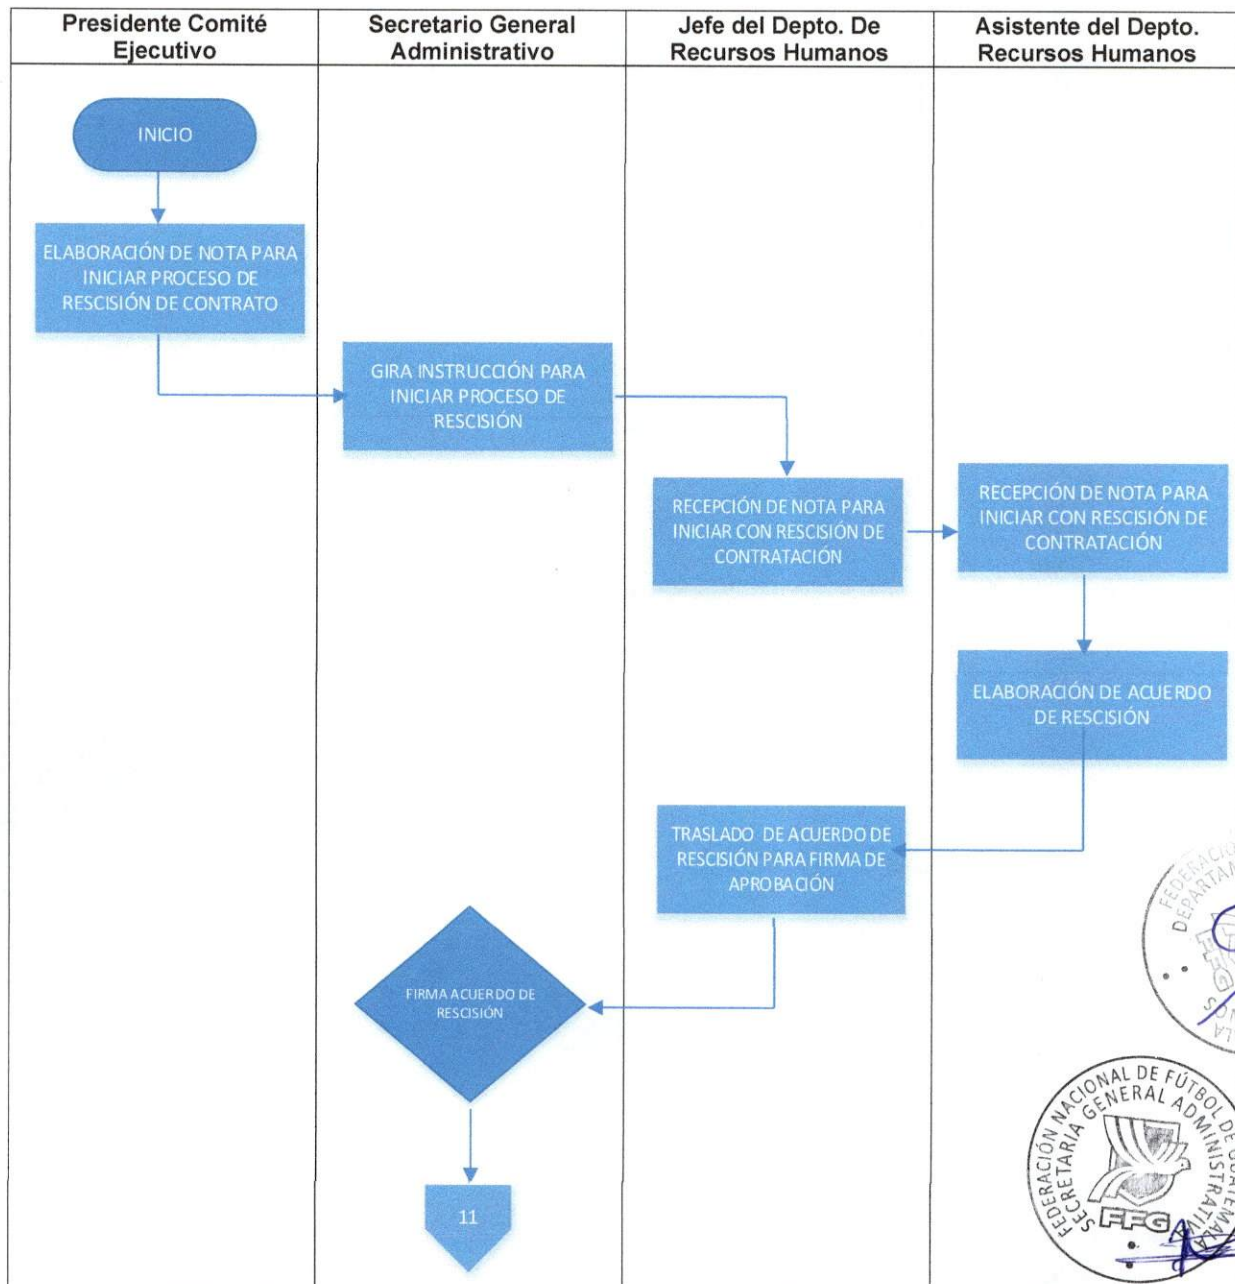 Presidente Comité
Ejecutivo
Secretario General
Administrativo
Jefe del Depto. De
Recursos Humanos
Asistente del Depto.
Recursos Humanos
INICIO
ELABORACIÓN DE NOTA PARA
INICIAR PROCESO DE
RESCISIÓN DE CONTRATO
GIRA INSTRUCCIÓN PARA
INICIAR PROCESO DE
RESCISIÓN
RECEPCIÓN DE NOTA PARA
INICIAR CON RESCISIÓN DE
CONTRATACIÓN
RECEPCIÓN DE NOTA PARA
INICIAR CON RESCISIÓN DE
CONTRATACIÓN
ELABORACIÓN DE ACUERDO
DE RESCISIÓN
TRASLADO DE ACUERDO DE
RESCISIÓN PARA FIRMA DE
APROBACIÓN
FIRMA ACUERDO DE
RESCISIÓN
11
FEDERACIÓN NACIONAL DE FÚTBOL DE GUATEMALA
SECRETARIA GENERAL ADMINISTRATIVA
FFG
FFG